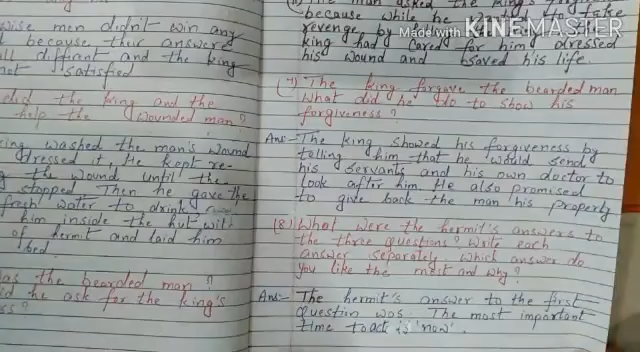 wise men didn't win any
because their answers
diffrant and the king
not satisfied
did the king and the
help the wounded man?
king washed the man's wound
dressed it, He kept re-
the wound until the
stopped. Then he gave the
fresh water to drink,
him inside the hut with
of hermit and laid him
bed.
was the bearded man ?
did he ask for the king's
The man asked the king's
because while he take
revenge by
king had cared for him dressed
his wound and saved his life.
Made with KINEMASTER
(7) The king forgave the bearded man
What did he do to show his
forgiveness ?
Ans:- The king showed his forgiveness by
telling him that he would send
his servants and his own doctor to
look after him. He also promised
to give back the man his property
(8) What were the hermit's answers to
the three questions? Write each
answer separately. Which answer do
you like the most and why?
Ans:- The hermit's answer to the first
question was. The most important
time to act is 'now'.